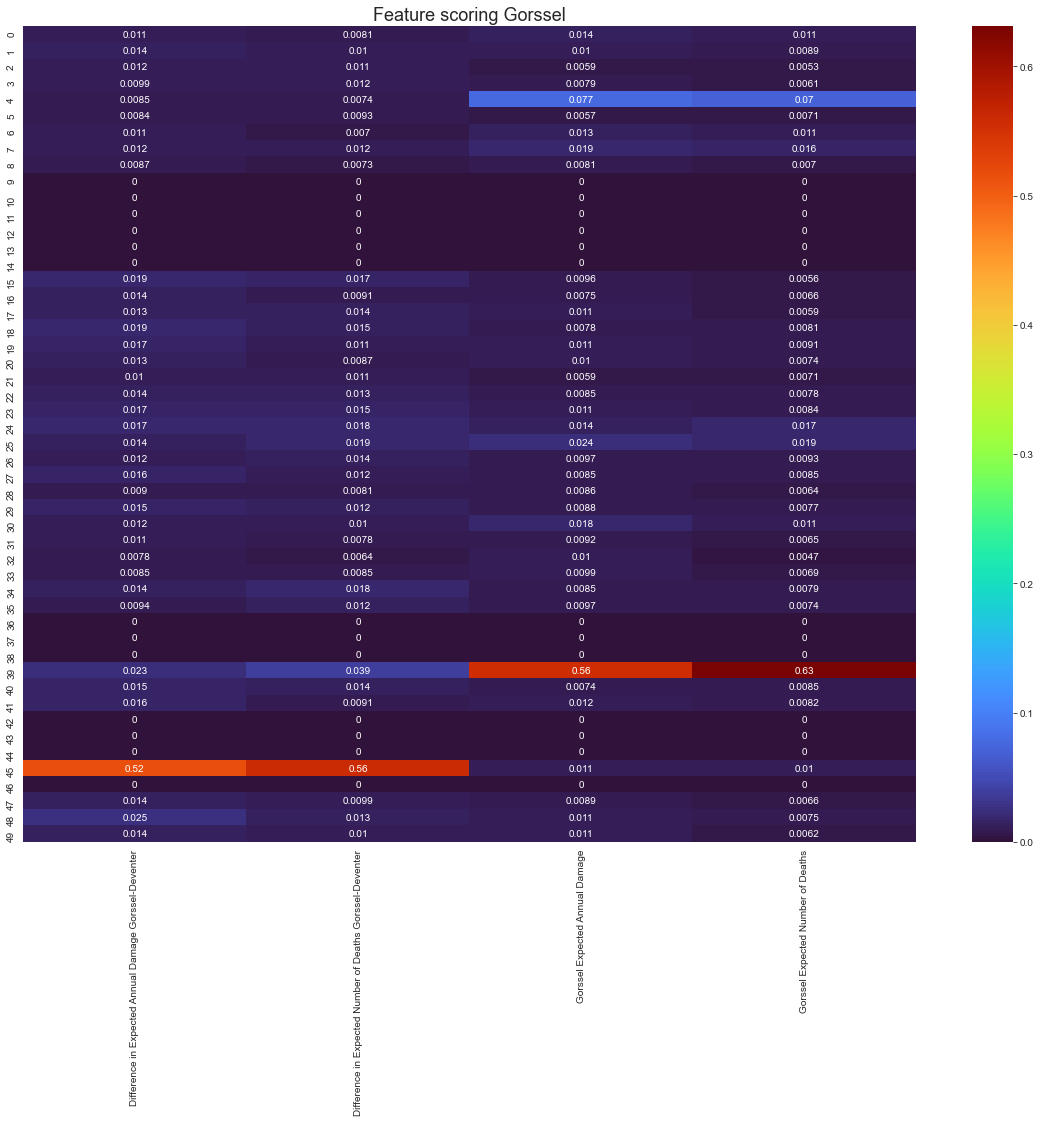 Feature scoring Gorssel
0 0.011 0.0081 0.014 0.011
1 0.014 0.01 0.01 0.0089
2 0.012 0.011 0.0059 0.0053
3 0.0099 0.012 0.0079 0.0061
4 0.0085 0.0074 0.077 0.07
5 0.0084 0.0093 0.0057 0.0071
6 0.011 0.007 0.013 0.011
7 0.012 0.012 0.019 0.016
8 0.0087 0.0073 0.0081 0.007
9 0 0 0 0
10 0 0 0 0
11 0 0 0 0
12 0 0 0 0
13 0 0 0 0
14 0 0 0 0
15 0.019 0.017 0.0096 0.0056
16 0.014 0.0091 0.0075 0.0066
17 0.013 0.014 0.011 0.0059
18 0.019 0.015 0.0078 0.0081
19 0.017 0.011 0.011 0.0091
20 0.013 0.0087 0.01 0.0074
21 0.01 0.011 0.0059 0.0071
22 0.014 0.013 0.0085 0.0078
23 0.017 0.015 0.011 0.0084
24 0.017 0.018 0.014 0.017
25 0.014 0.019 0.024 0.019
26 0.012 0.014 0.0097 0.0093
27 0.016 0.012 0.0085 0.0085
28 0.009 0.0081 0.0086 0.0064
29 0.015 0.012 0.0088 0.0077
30 0.012 0.01 0.018 0.011
31 0.011 0.0078 0.0092 0.0065
32 0.0078 0.0064 0.01 0.0047
33 0.0085 0.0085 0.0099 0.0069
34 0.014 0.018 0.0085 0.0079
35 0.0094 0.012 0.0097 0.0074
36 0 0 0 0
37 0 0 0 0
38 0 0 0 0
39 0.023 0.039 0.56 0.63
40 0.015 0.014 0.0074 0.0085
41 0.016 0.0091 0.012 0.0082
42 0 0 0 0
43 0 0 0 0
44 0 0 0 0
45 0.52 0.56 0.011 0.01
46 0 0 0 0
47 0.014 0.0099 0.0089 0.0066
48 0.025 0.013 0.011 0.0075
49 0.014 0.01 0.011 0.0062
Difference in Expected Annual Damage Gorssel-Deventer
Difference in Expected Number of Deaths Gorssel-Deventer
Gorssel Expected Annual Damage
Gorssel Expected Number of Deaths
0.6
0.5
0.4
0.3
0.2
0.1
0.0